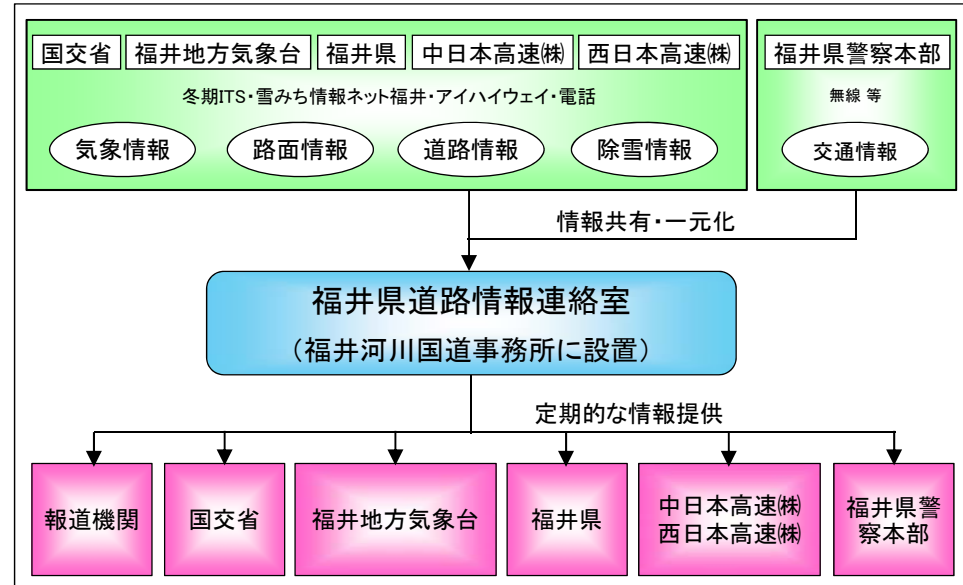 国交省 福井地方気象台 福井県 中日本高速㈱ 西日本高速㈱
冬期ITS・雪みち情報ネット福井・アイハイウェイ・電話
気象情報 路面情報 道路情報 除雪情報
福井県警察本部
無線 等
交通情報
情報共有・一元化
福井県道路情報連絡室
（福井河川国道事務所に設置）
定期的な情報提供
報道機関
国交省
福井地方気象台
福井県
中日本高速㈱
西日本高速㈱
福井県警
察本部